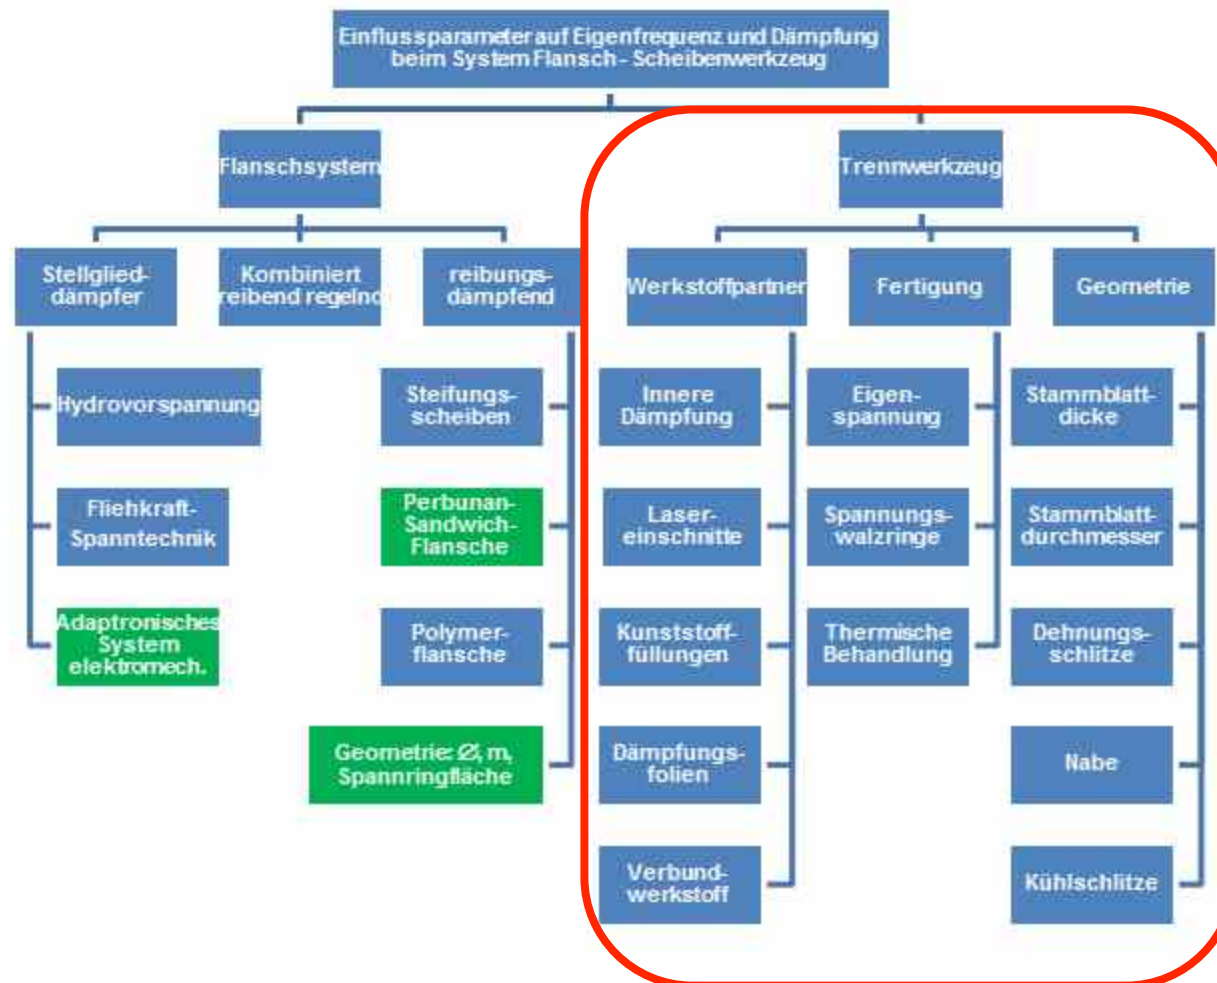 Einflussparameter auf Eigenfrequenz und Dämpfung
beim System Flansch - Scheibenwerkzeug
Flanschsystem
Trennwerkzeug
Stellglied-
dämpfer
Kombiniert
reibend regelnd
reibungs-
dämpfend
Werkstoffpartner
Fertigung
Geometrie
Hydrovorspannung
Fliehkraft-
Spanntechnik
Adaptronisches
System
elektromech.
Steifungs-
scheiben
Perbunan-
Sandwich-
Flansche
Polymer-
flansche
Geometrie: Ø, m,
Spannringfläche
Innere
Dämpfung
Laser-
einschnitte
Kunststoff-
füllungen
Dämpfungs-
folien
Verbund-
werkstoff
Eigen-
spannung
Spannungs-
walzringe
Thermische
Behandlung
Stammblatt-
dicke
Stammblatt-
durchmesser
Dehnungs-
schlitze
Nabe
Kühlschlitze